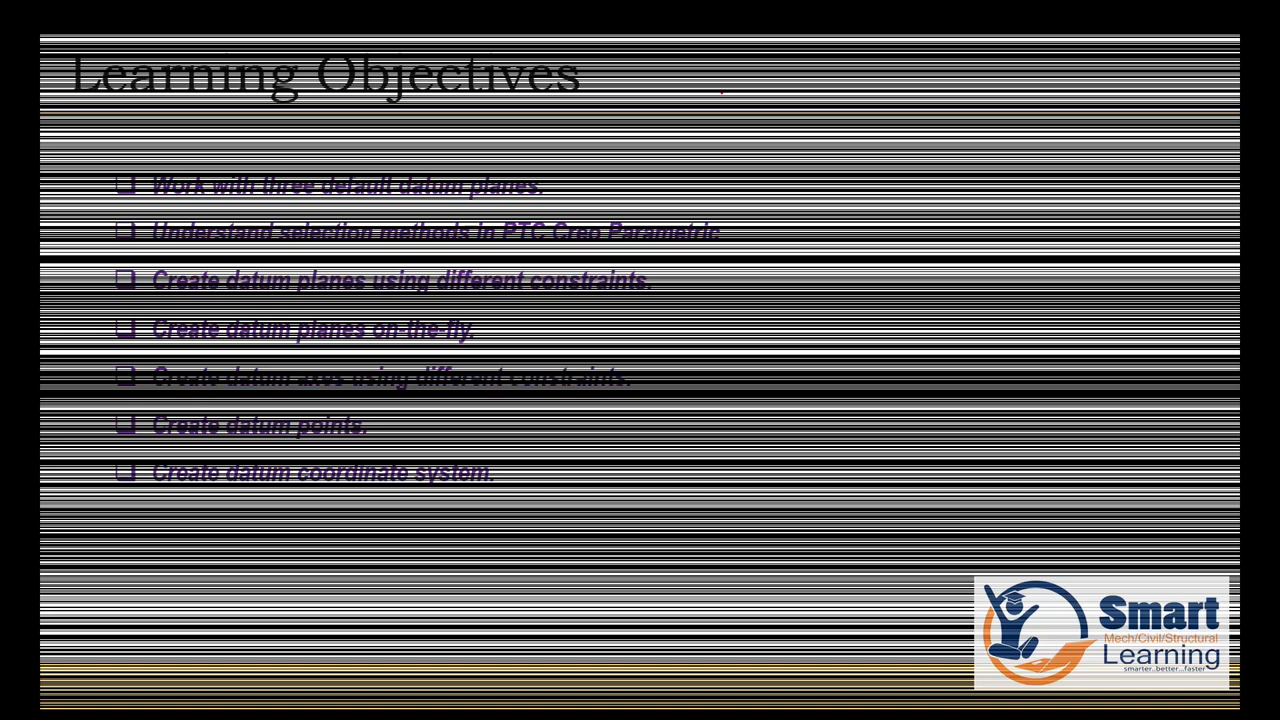 Learning Objectives
Work with three default datum planes.
Understand selection methods in PTC Creo Parametric
Create datum planes using different constraints.
Create datum planes on-the-fly.
Create datum axes using different constraints.
Create datum points.
Create datum coordinate system.
Smart
Mech/Civil/Structural
Learning
smarter..better...faster